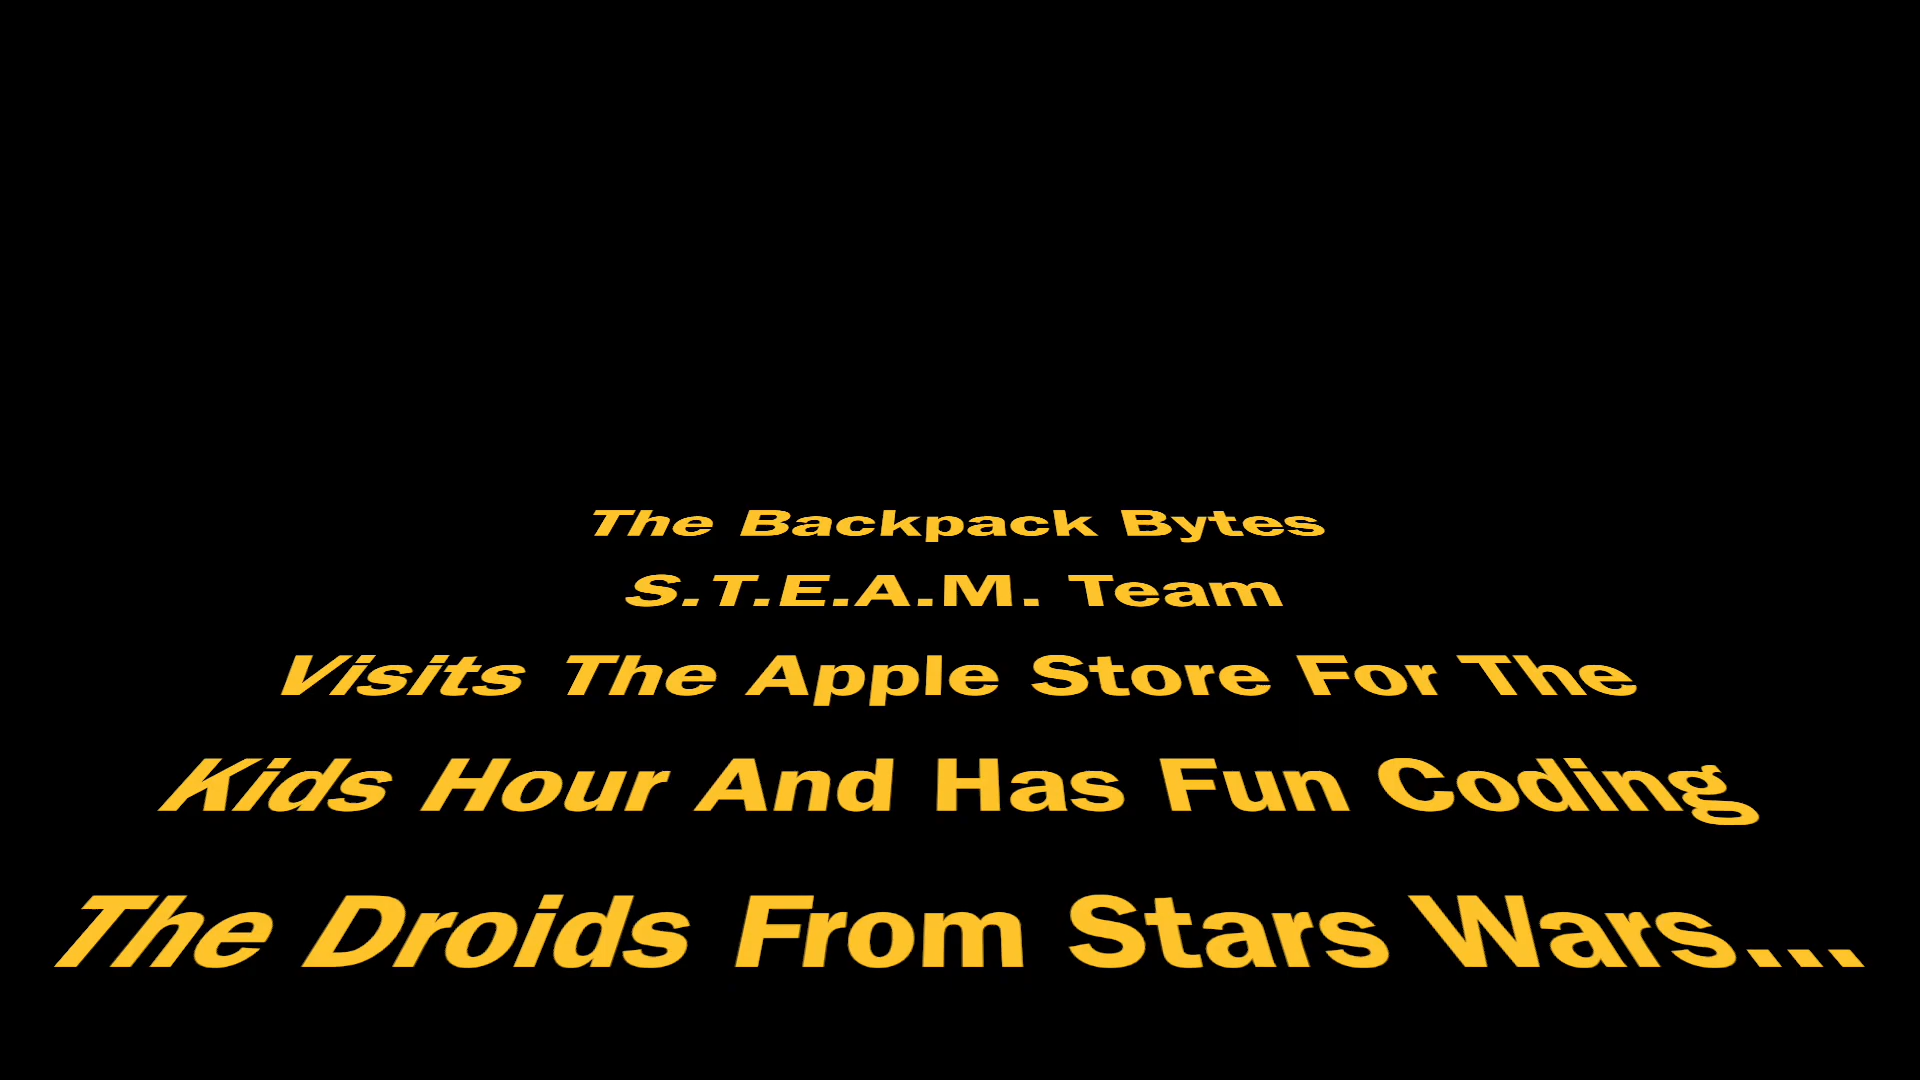 The Backpack Bytes
S.T.E.A.M. Team
Visits The Apple Store For The
Kids Hour And Has Fun Coding
The Droids From Stars Wars...